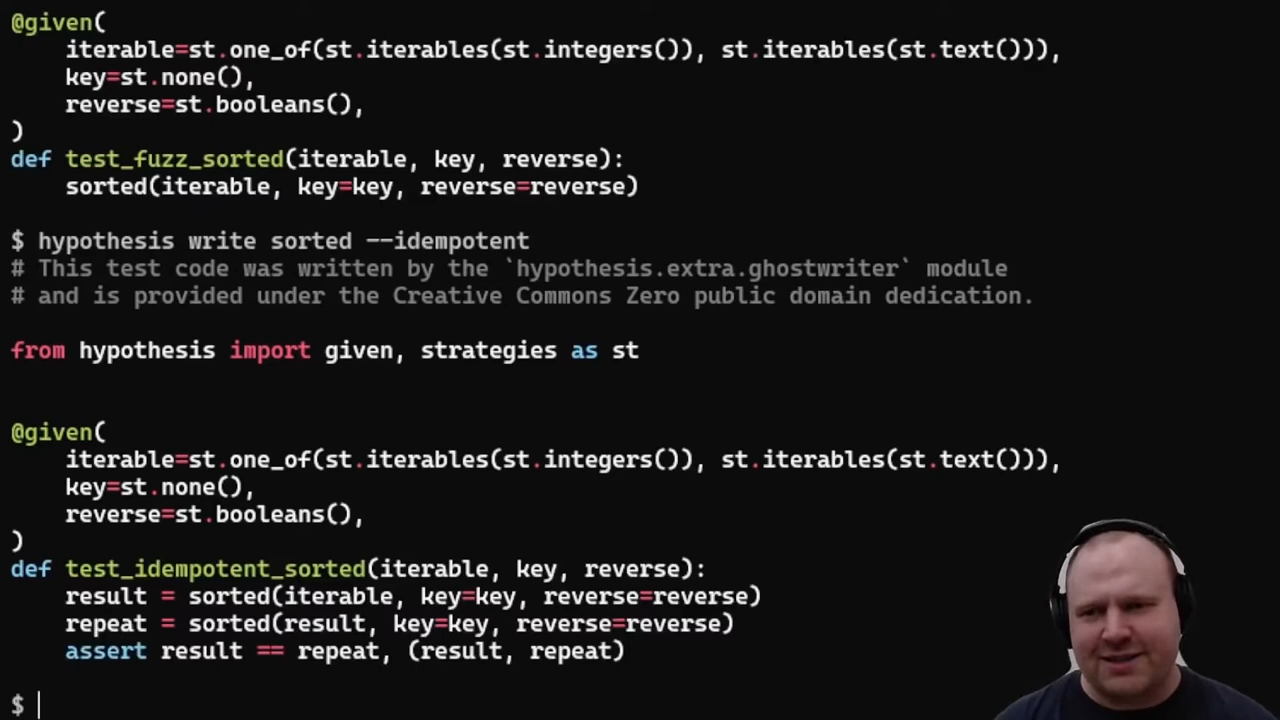 @given(
    iterable=st.one_of(st.iterables(st.integers()), st.iterables(st.text())),
    key=st.none(),
    reverse=st.booleans(),
)
def test_fuzz_sorted(iterable, key, reverse):
    sorted(iterable, key=key, reverse=reverse)
$ hypothesis write sorted --idempotent
# This test code was written by the `hypothesis.extra.ghostwriter` module
# and is provided under the Creative Commons Zero public domain dedication.
from hypothesis import given, strategies as st
@given(
    iterable=st.one_of(st.iterables(st.integers()), st.iterables(st.text())),
    key=st.none(),
    reverse=st.booleans(),
)
def test_idempotent_sorted(iterable, key, reverse):
    result = sorted(iterable, key=key, reverse=reverse)
    repeat = sorted(result, key=key, reverse=reverse)
    assert result == repeat, (result, repeat)
$